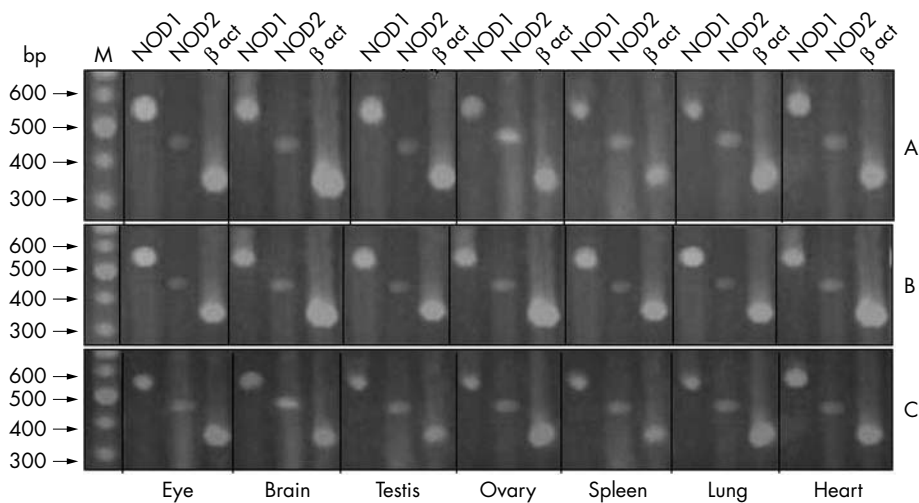 bp M NOD1 NOD2 β act NOD1 NOD2 β act NOD1 NOD2 β act NOD1 NOD2 β act NOD1 NOD2 β act NOD1 NOD2 β act NOD1 NOD2 β act
600
500
400
300
A
600
500
400
300
B
600
500
400
300
C
Eye Brain Testis Ovary Spleen Lung Heart